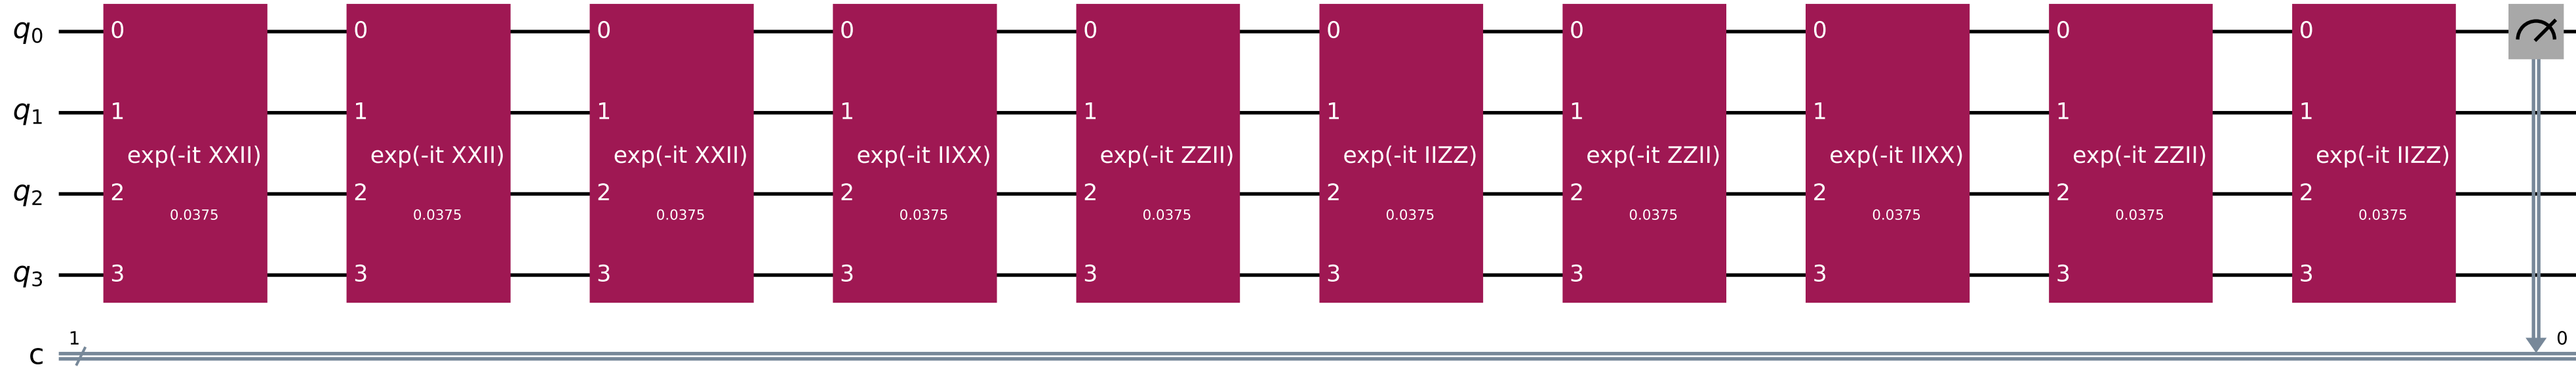 q0 0 0 0 0 0 0 0 0 0 0
q1 1 1 1 1 1 1 1 1 1 1
exp(-it XXII) exp(-it XXII) exp(-it XXII) exp(-it IIXX) exp(-it ZZII) exp(-it IIZZ) exp(-it ZZII) exp(-it IIXX) exp(-it ZZII) exp(-it IIZZ)
q2 2 2 2 2 2 2 2 2 2 2
0.0375 0.0375 0.0375 0.0375 0.0375 0.0375 0.0375 0.0375 0.0375 0.0375
q3 3 3 3 3 3 3 3 3 3 3
1 0
c